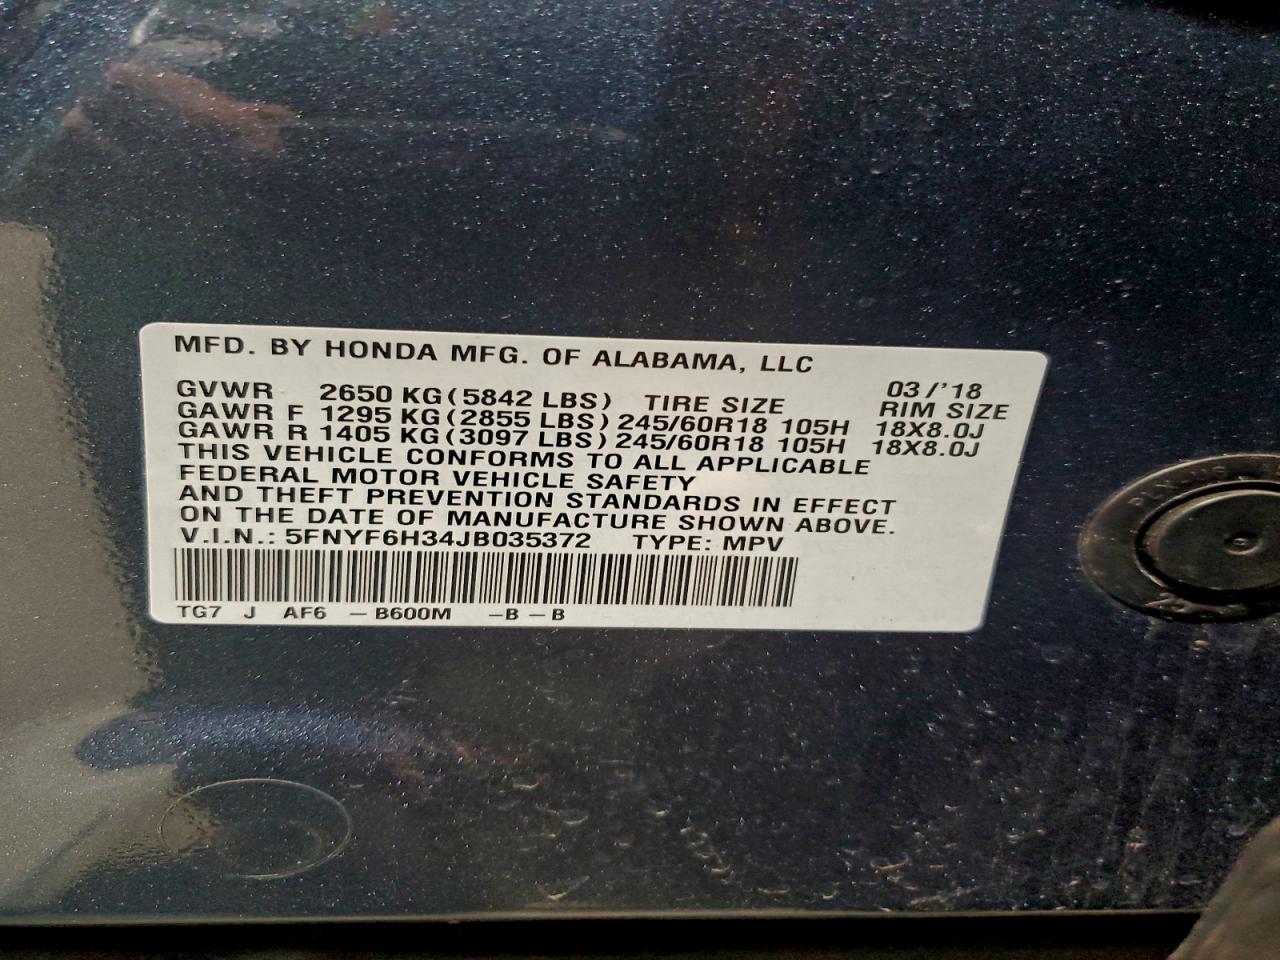 MFD. BY HONDA MFG. OF ALABAMA, LLC
03/'18
GVWR 2650 KG(5842 LBS) TIRE SIZE RIM SIZE
GAWR F 1295 KG(2855 LBS)245/60R18 105H 18X8.0J
GAWR R 1405 KG(3097 LBS)245/60R18 105H 18X8.0J
THIS VEHICLE CONFORMS TO ALL APPLICABLE
FEDERAL MOTOR VEHICLE SAFETY
AND THEFT PREVENTION STANDARDS IN EFFECT
ON THE DATE OF MANUFACTURE SHOWN ABOVE.
V.I.N.: 5FNYF6H34JB035372 TYPE: MPV
TG7 J AF6 –B600M –B–B